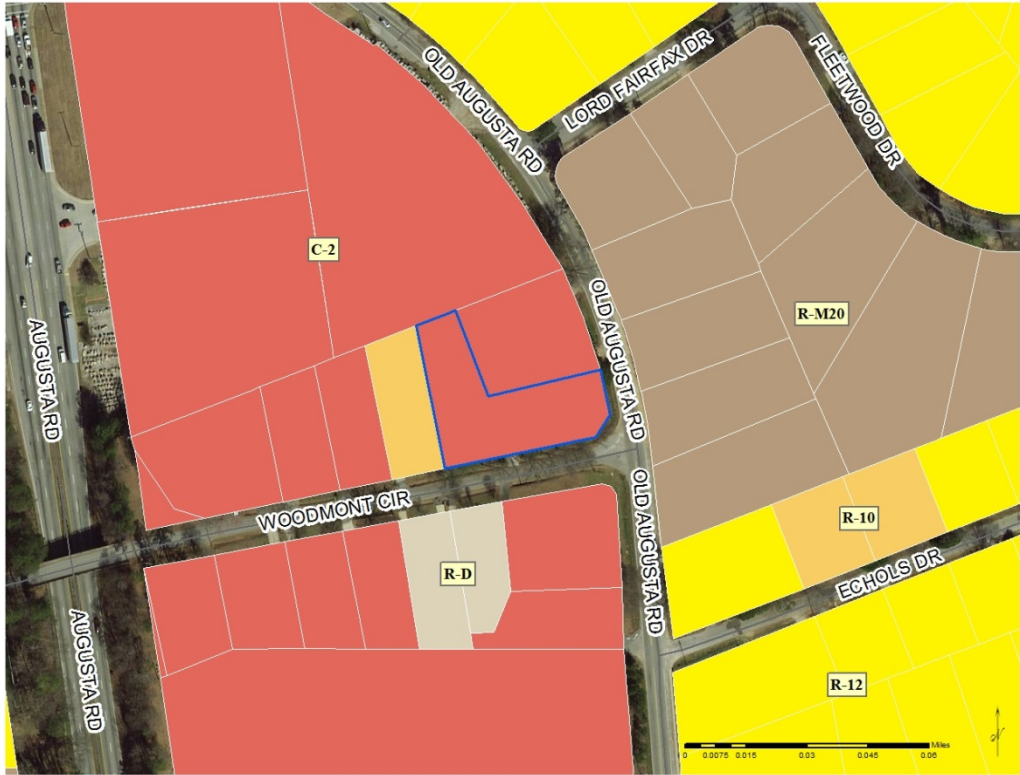 OLD AUGUSTA RD
LORD FAIRFAX DR
FLEETWOOD DR
C-2
AUGUSTA RD
OLD AUGUSTA RD
R-M20
WOODMONT CIR
OLD AUGUSTA RD
R-10
R-D
ECHOLS DR
AUGUSTA RD
R-12
Miles
0 0.0075 0.015 0.03 0.045 0.06
N